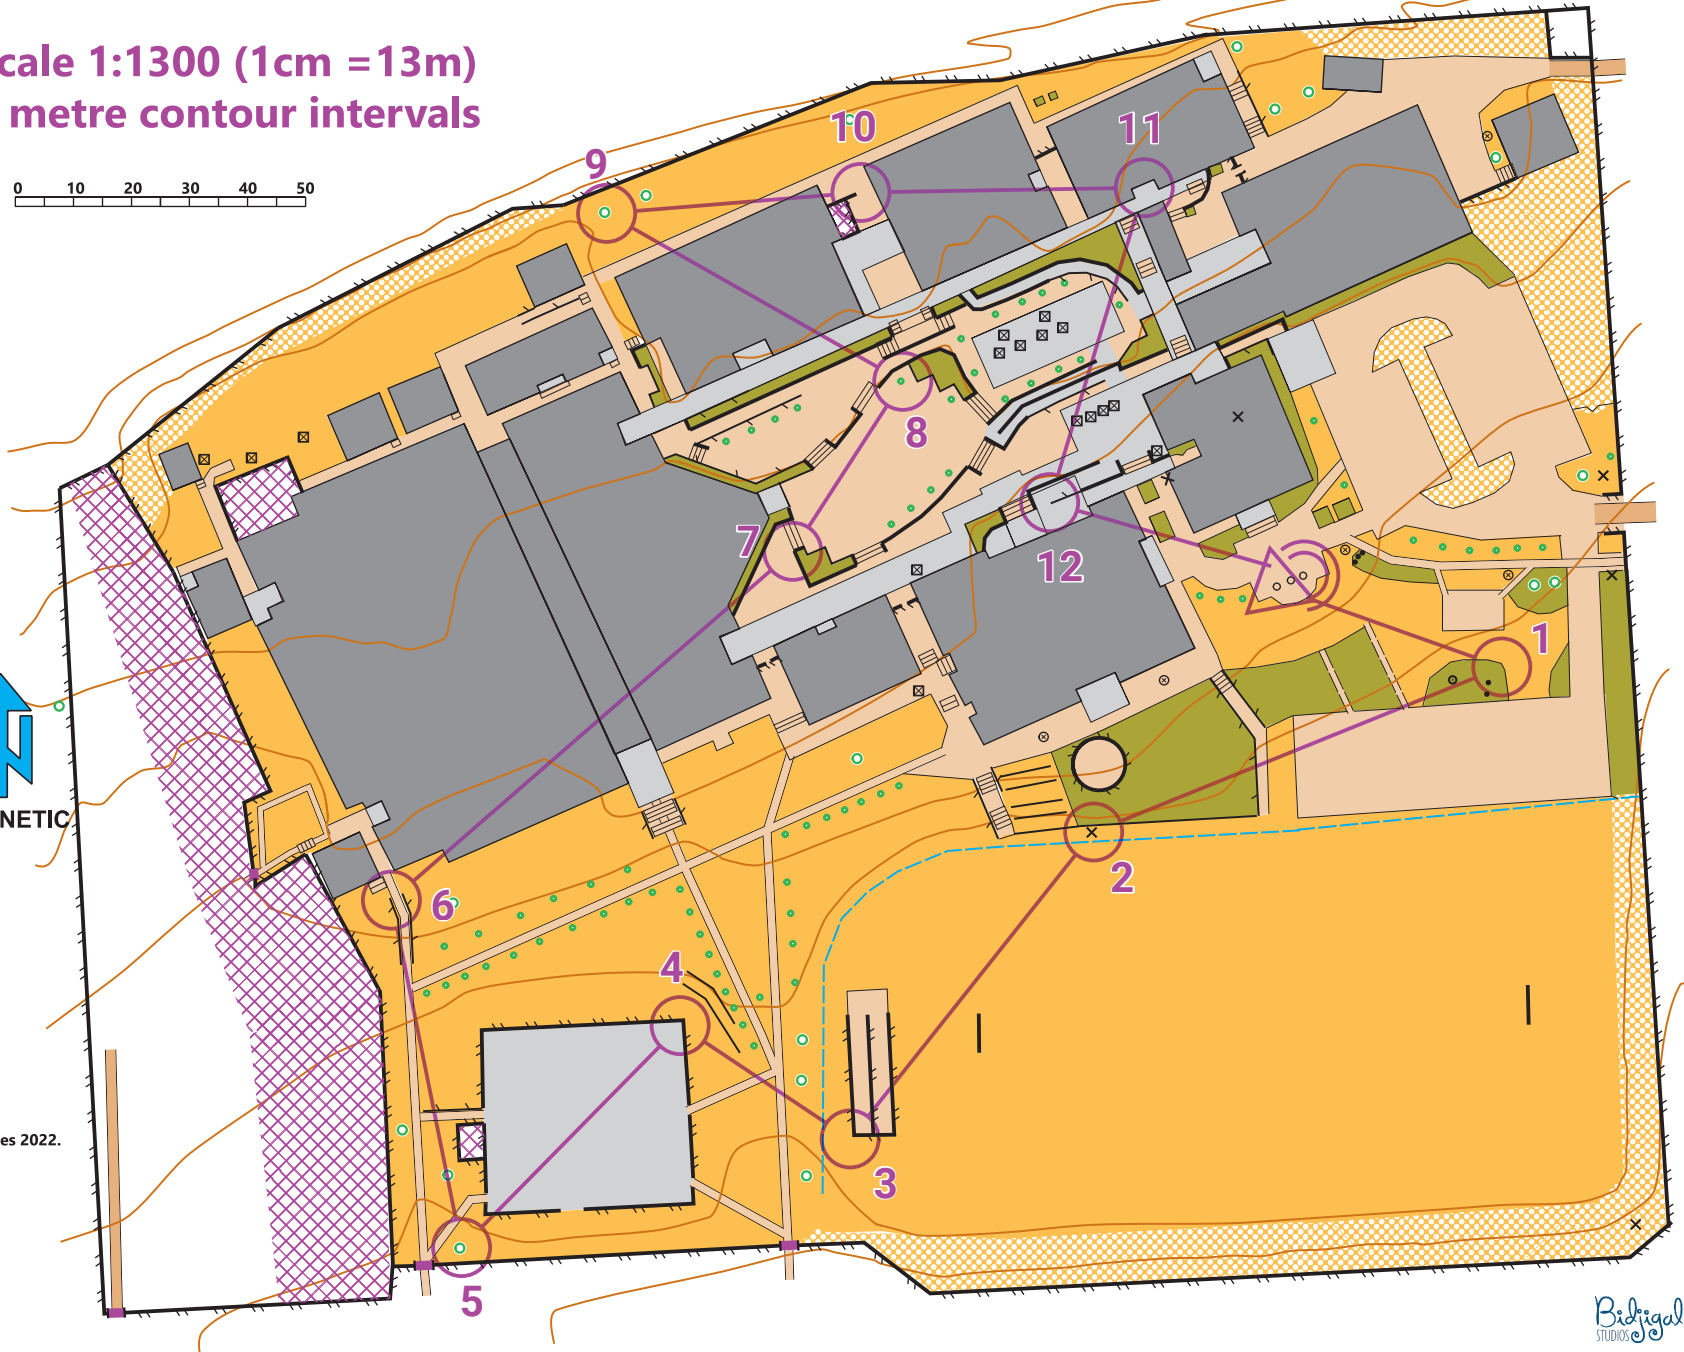 cale 1:1300 (1cm =13m)
metre contour intervals
0 10 20 30 40 50
9
10
11
8
7
12
1
NETIC
2
6
4
es 2022.
3
5
Bidjigal
STUDIOS